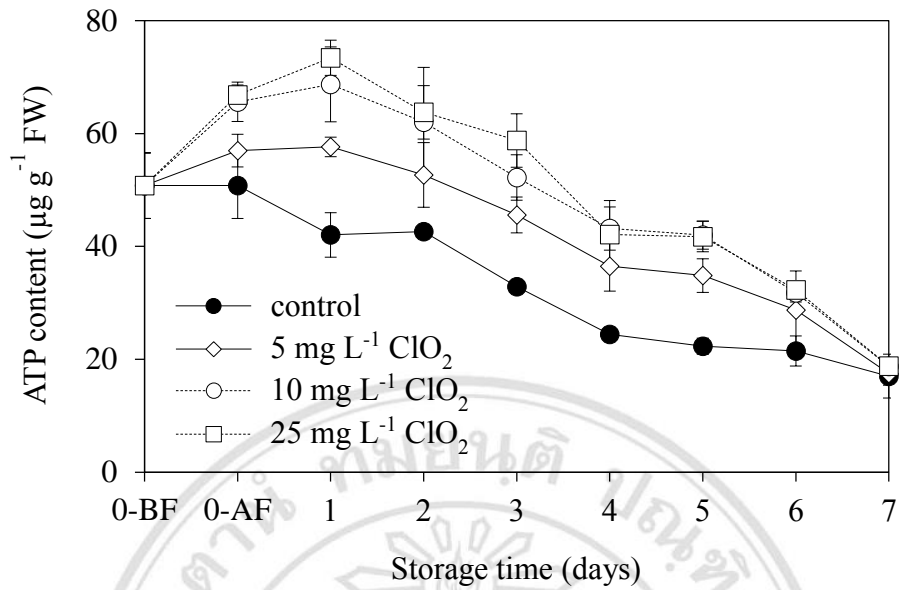 80
60
40
20
0
ATP content (µg g⁻¹ FW)
control
5 mg L⁻¹ ClO₂
10 mg L⁻¹ ClO₂
25 mg L⁻¹ ClO₂
0-BF 0-AF 1 2 3 4 5 6 7
Storage time (days)